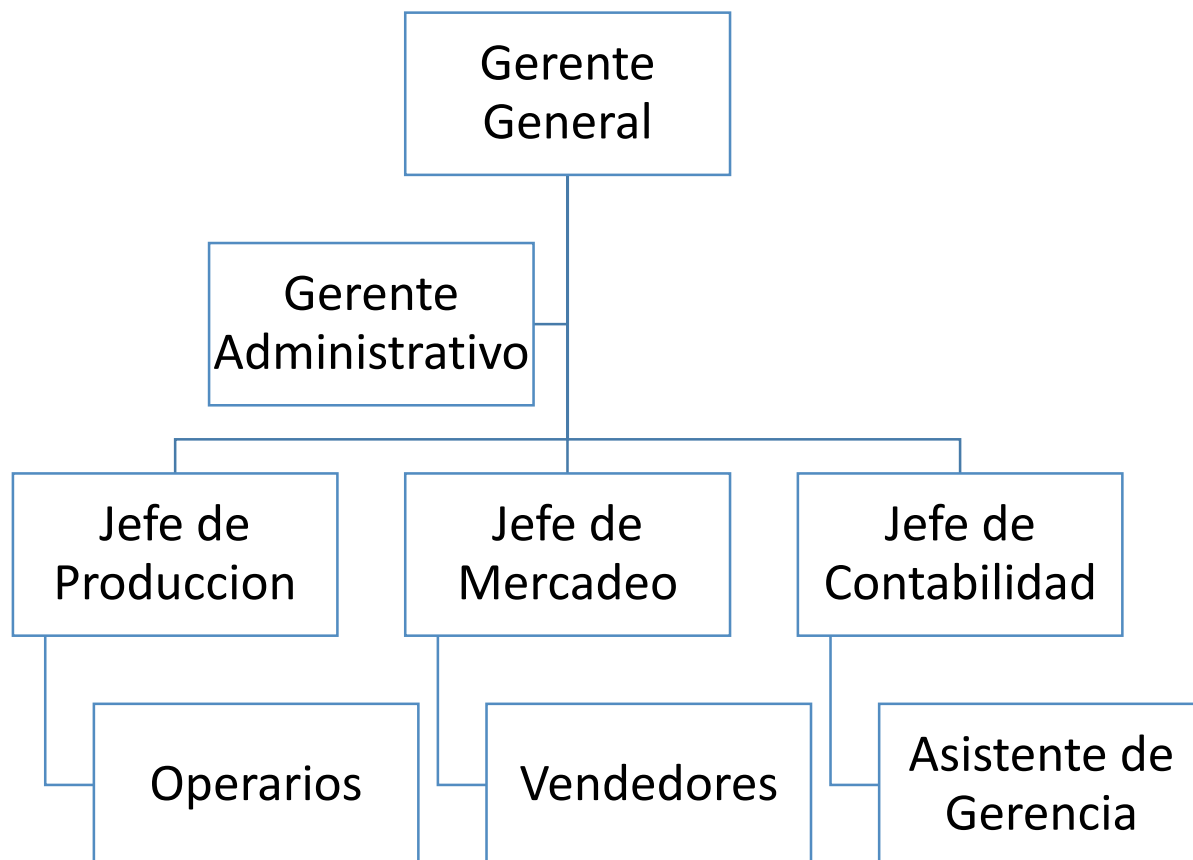 Gerente
General
Gerente
Administrativo
Jefe de
Produccion
Jefe de
Mercadeo
Jefe de
Contabilidad
Operarios
Vendedores
Asistente de
Gerencia